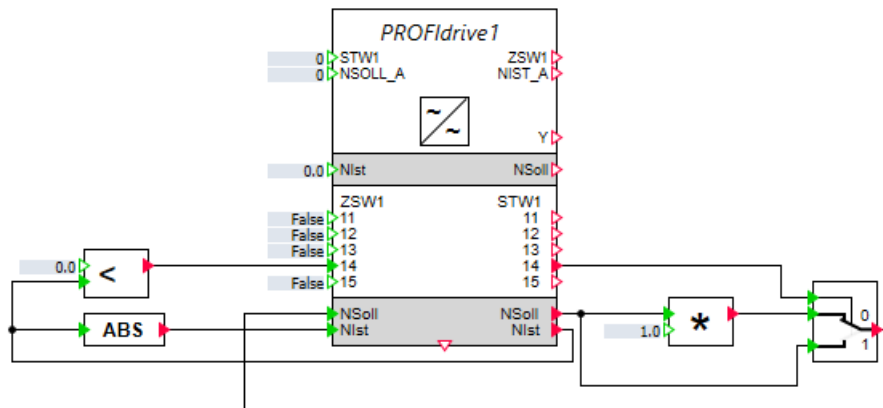 PROFIdrive1
0 STW1 ZSW1
0 NSOLL_A NIST_A
~
~
Y
0.0 NIst NSoll
ZSW1 STW1
False 11 11
False 12 12
False 13 13
0.0 < 14 14
False 15 15
NSoll NSoll 0
ABS NIst NIst 1.0 * 1